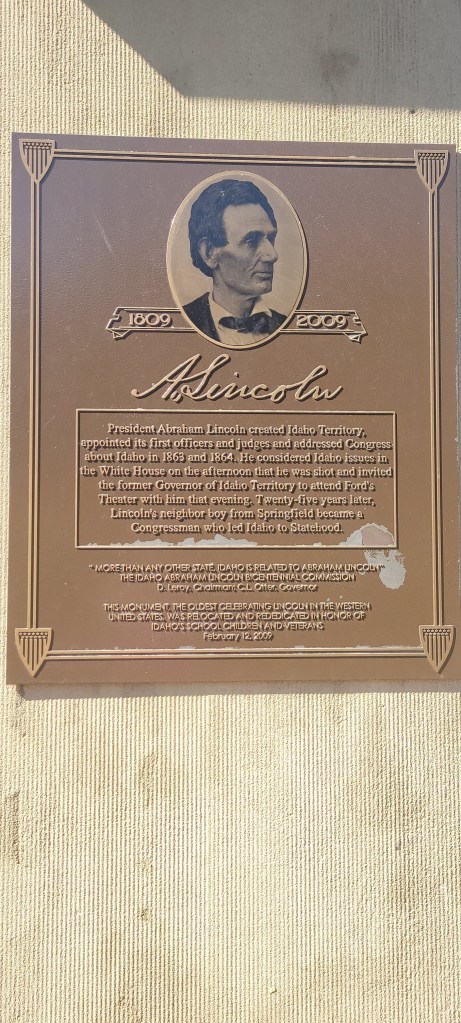 1809 2009
A. Lincoln
President Abraham Lincoln created Idaho Territory,
appointed its first officers and judges and addressed Congress
about Idaho in 1863 and 1864. He considered Idaho issues in
the White House on the afternoon that he was shot and invited
the former Governor of Idaho Territory to attend Ford's
Theater with him that evening. Twenty-five years later,
Lincoln's neighbor boy from Springfield became a
Congressman who led Idaho to Statehood.
"MORE THAN ANY OTHER STATE, IDAHO IS RELATED TO ABRAHAM LINCOLN"
THE IDAHO ABRAHAM LINCOLN BICENTENNIAL COMMISSION
D. Leroy, Chairman; C.L. Otter, Governor
THIS MONUMENT, THE OLDEST CELEBRATING LINCOLN IN THE WESTERN
UNITED STATES, WAS RELOCATED AND REDEDICATED IN HONOR OF
IDAHO'S SCHOOL CHILDREN AND VETERANS
February 12, 2009